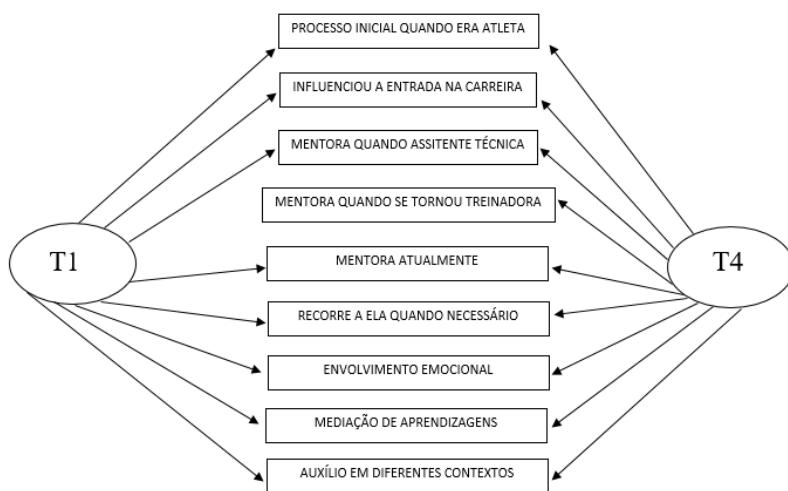 PROCESSO INICIAL QUANDO ERA ATLETA
INFLUENCIOU A ENTRADA NA CARREIRA
MENTORA QUANDO ASSITENTE TÉCNICA
MENTORA QUANDO SE TORNOU TREINADORA
T1
T4
MENTORA ATUALMENTE
RECORRE A ELA QUANDO NECESSÁRIO
ENVOLVIMENTO EMOCIONAL
MEDIAÇÃO DE APRENDIZAGENS
AUXÍLIO EM DIFERENTES CONTEXTOS